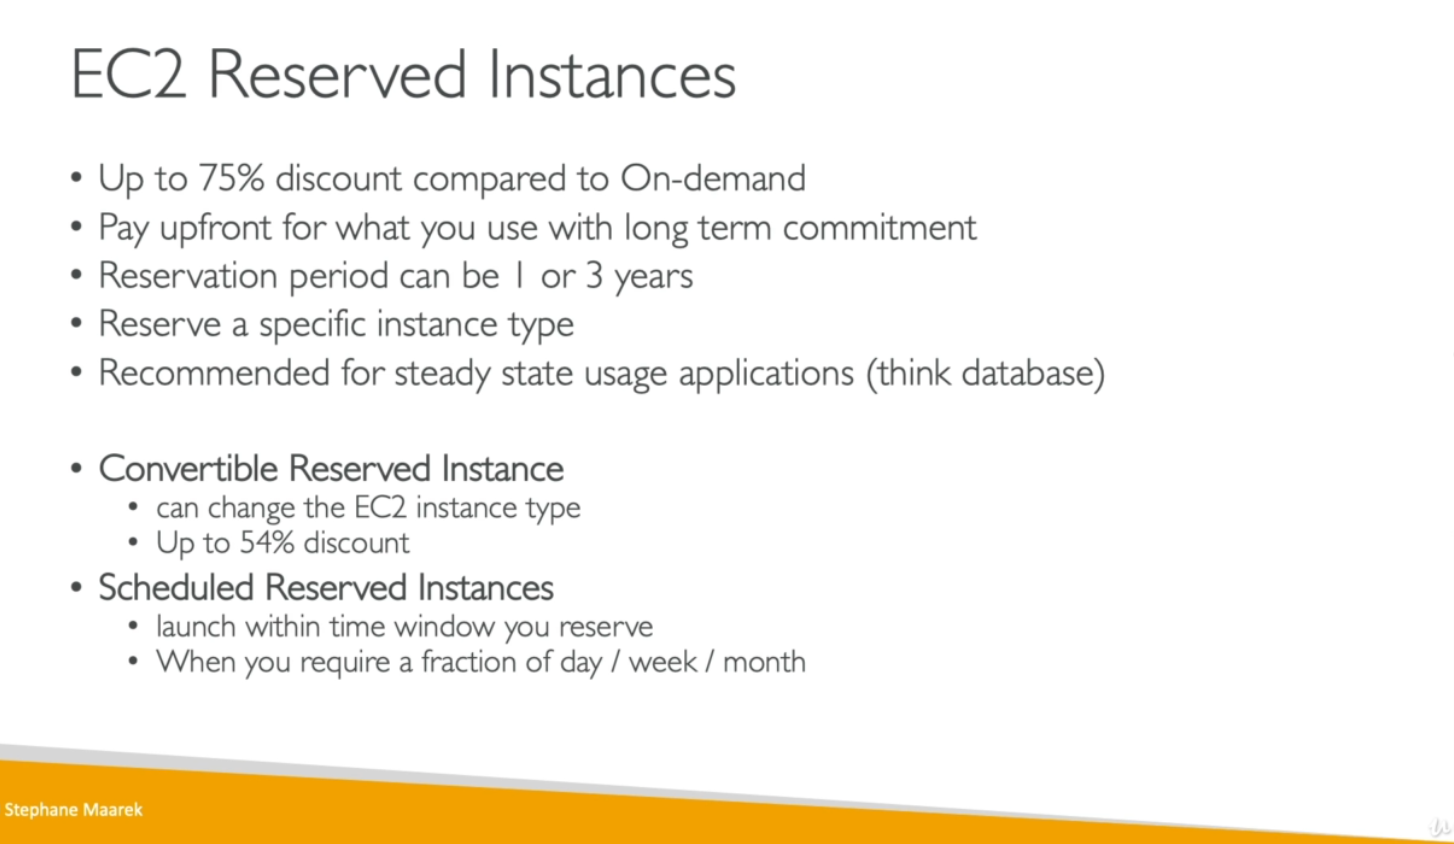 EC2 Reserved Instances
• Up to 75% discount compared to On-demand
• Pay upfront for what you use with long term commitment
• Reservation period can be 1 or 3 years
• Reserve a specific instance type
• Recommended for steady state usage applications (think database)
• Convertible Reserved Instance
• can change the EC2 instance type
• Up to 54% discount
• Scheduled Reserved Instances
• launch within time window you reserve
• When you require a fraction of day / week / month
Stephane Maarek
u